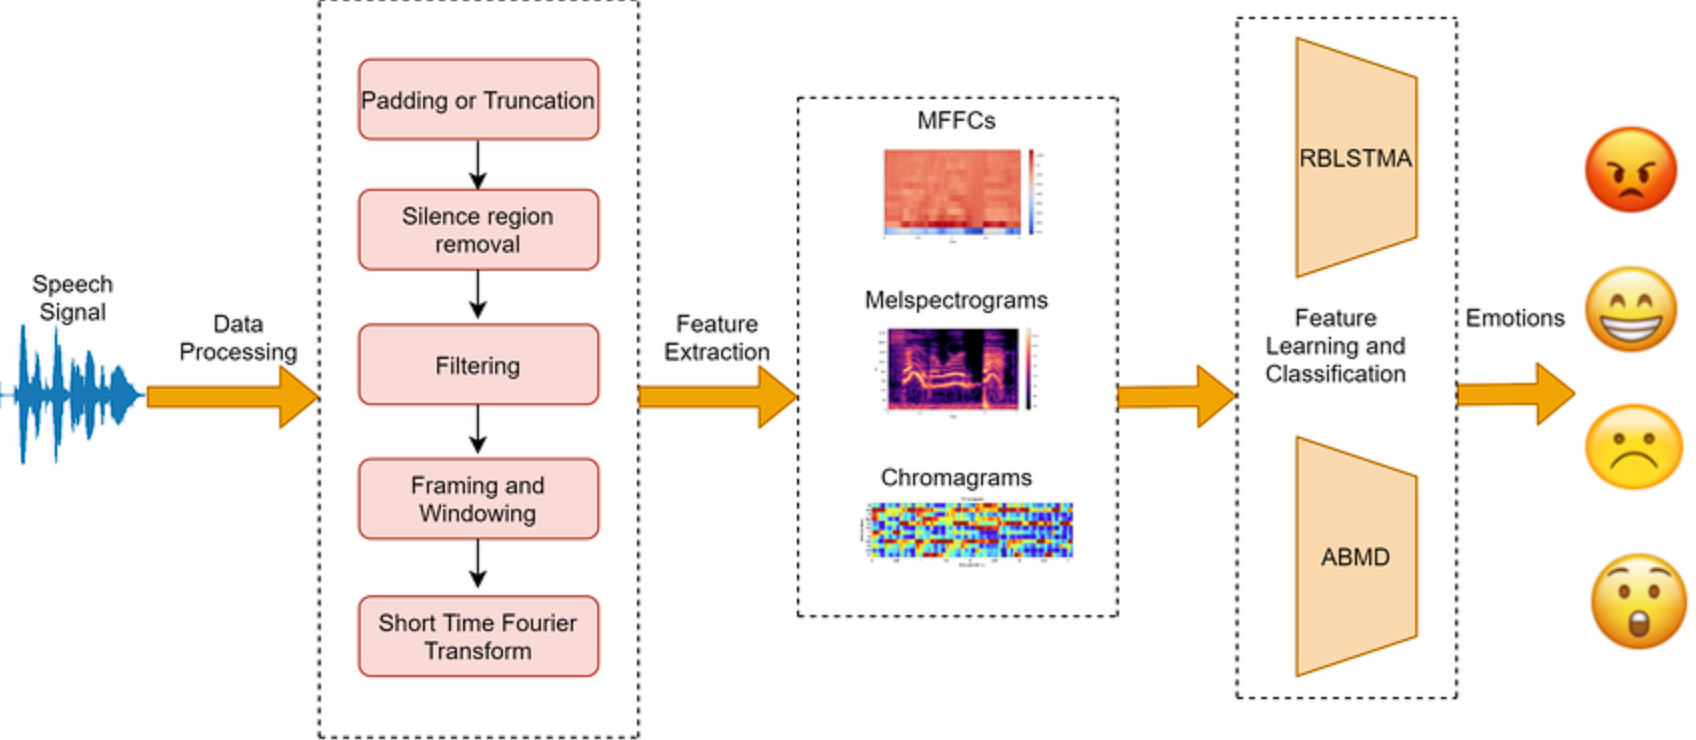 Speech
Signal
Data
Processing
Padding or Truncation
Silence region
removal
Filtering
Framing and
Windowing
Short Time Fourier
Transform
Feature
Extraction
MFFCs
Melspectrograms
Chromagrams
RBLSTMA
Feature
Learning and
Classification
ABMD
Emotions